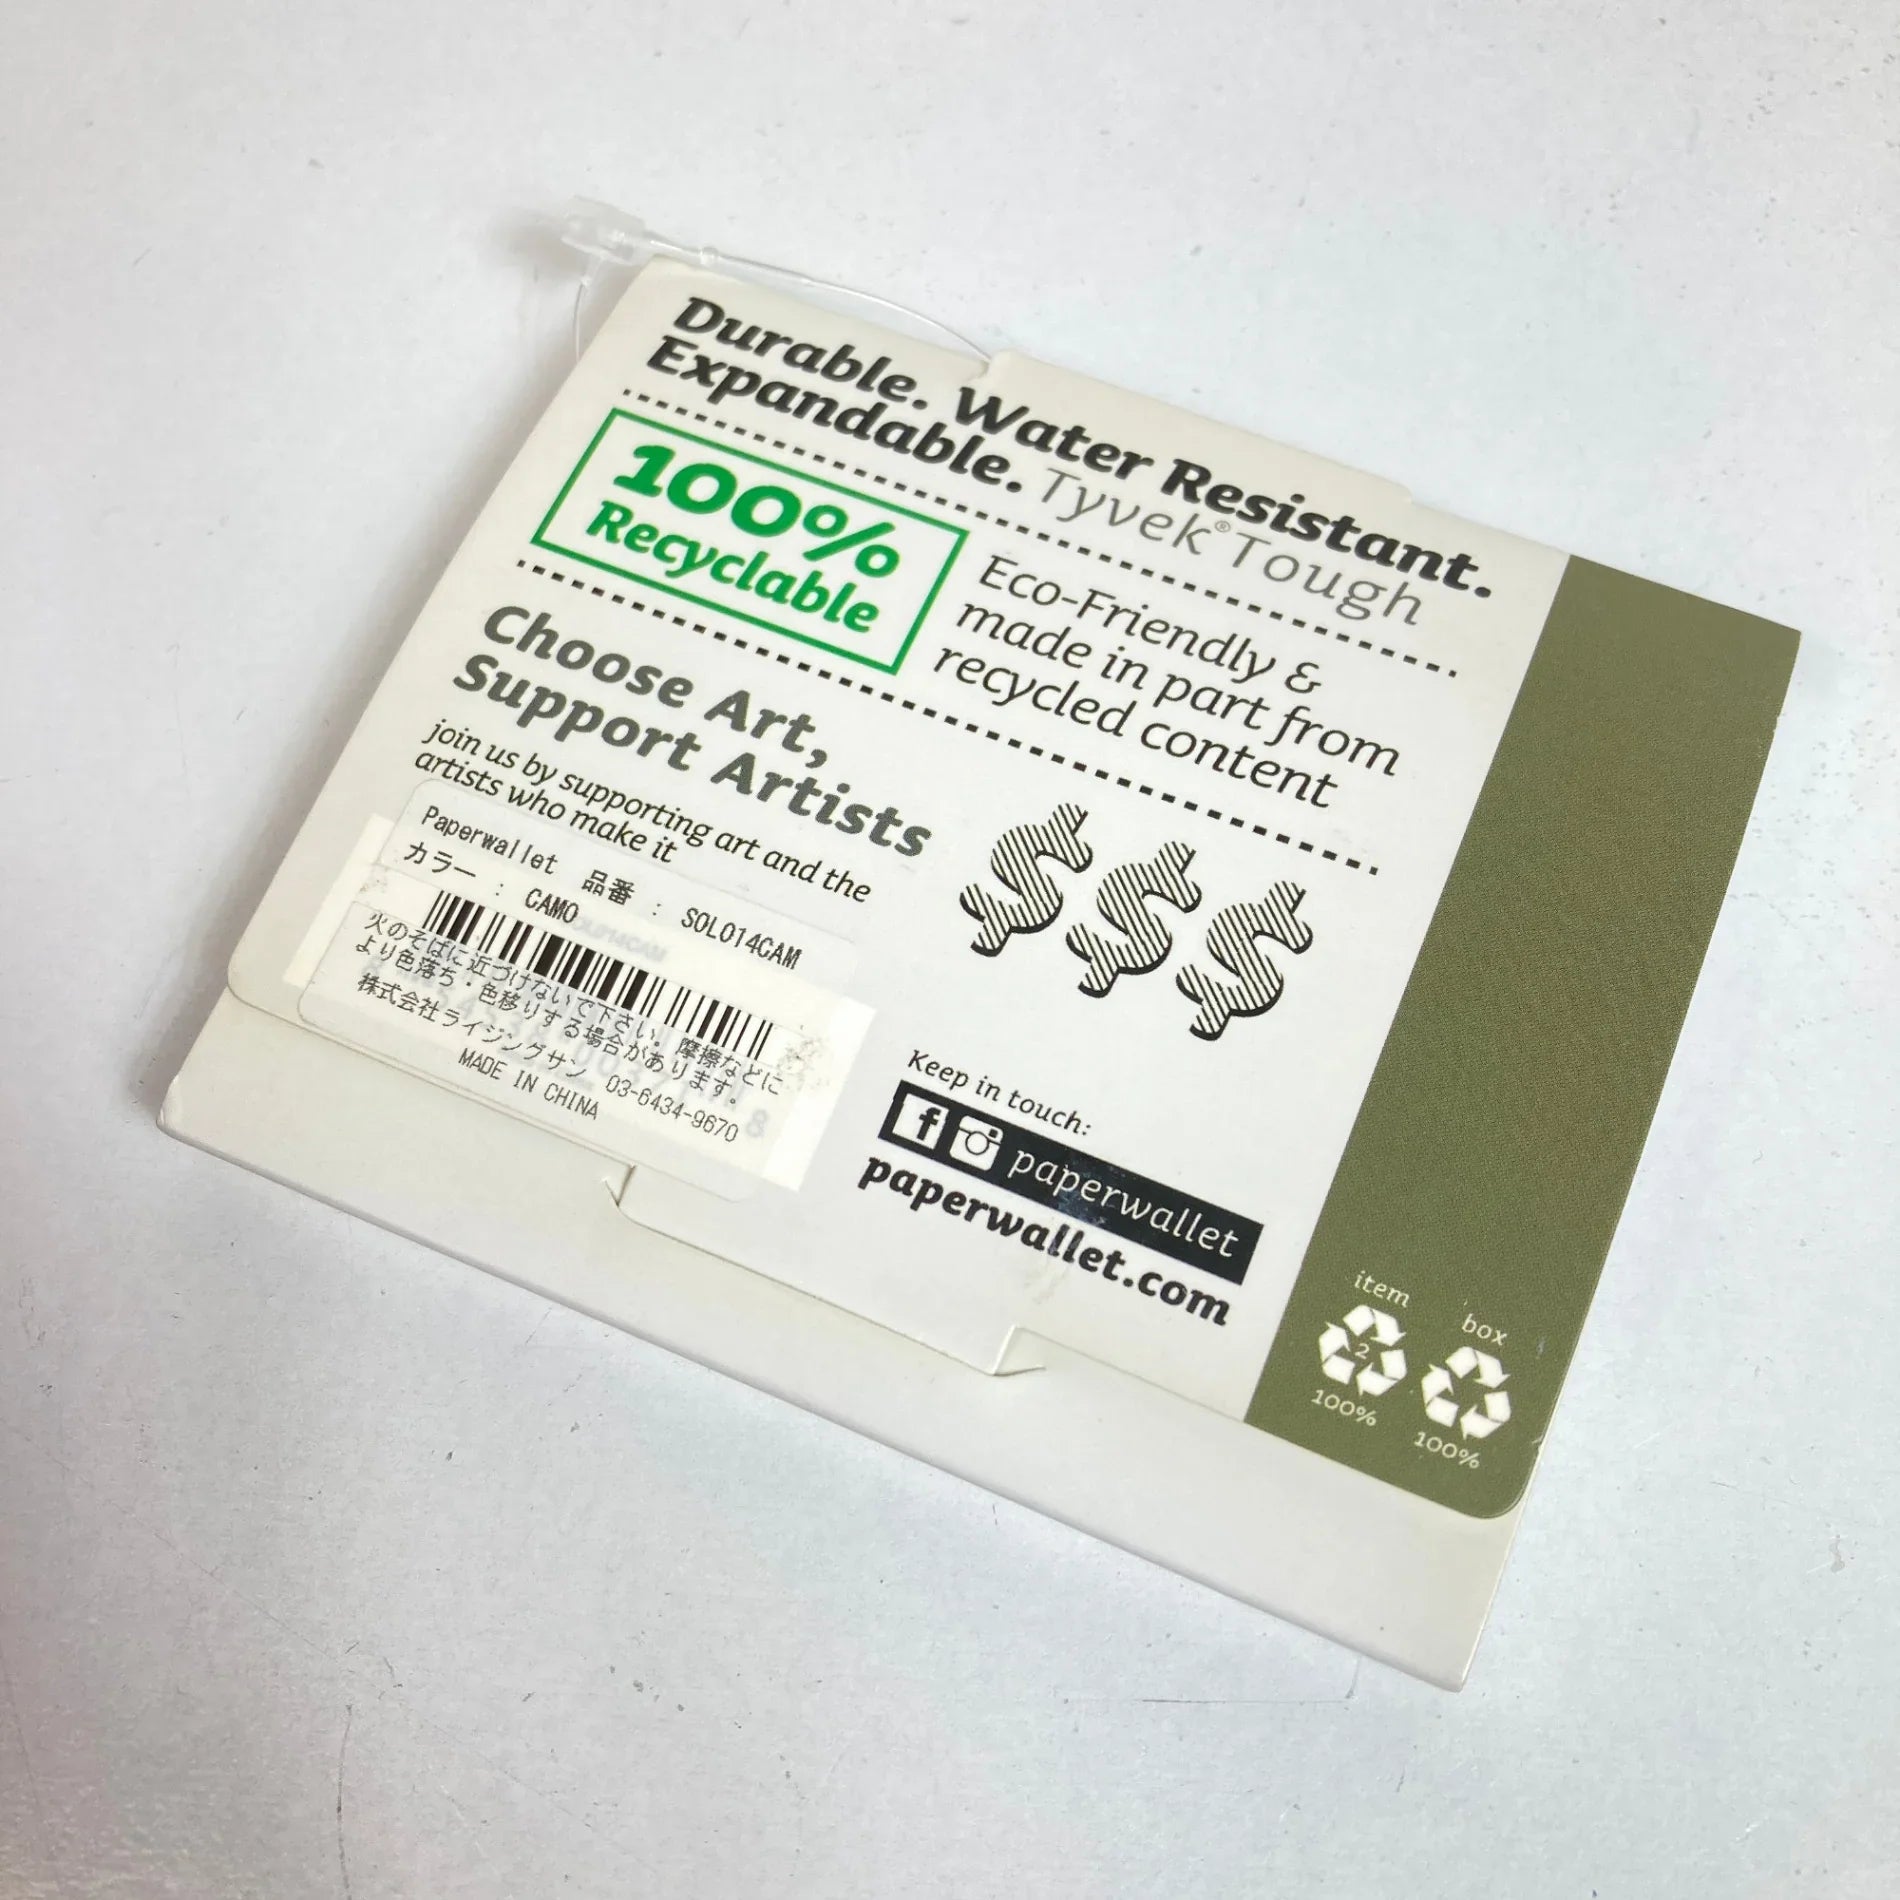 Durable. Water Resistant.
Expandable. Tyvek® Tough
100%
Recyclable
Eco-Friendly &
made in part from
recycled content
Choose Art,
Support Artists
join us by supporting art and the
artists who make it
Paperwallet 品番 : SOL014CAM
カラー : CAMO
火のそばに近づけないで下さい。摩擦などに
より色落ち・色移りする場合があります。
株式会社ライジングサン 03-6434-9670
MADE IN CHINA
$$$
Keep in touch:
paperwallet
paperwallet.com
item
2
100%
box
100%